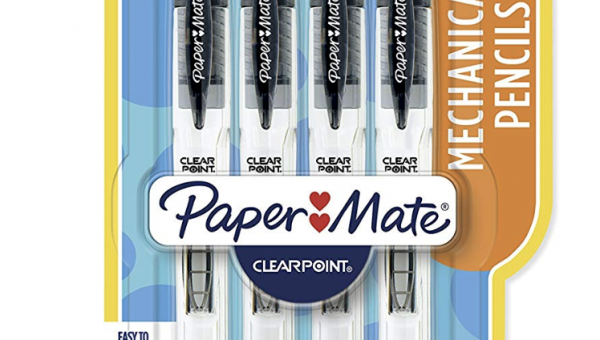 Paper Mate
Paper Mate
Paper Mate
Paper Mate
MECHANICAL
PENCILS
CLEAR
POINT.
CLEAR
POINT.
CLEAR
POINT.
CLEAR
POINT.
Paper Mate®
CLEARPOINT®
EASY TO